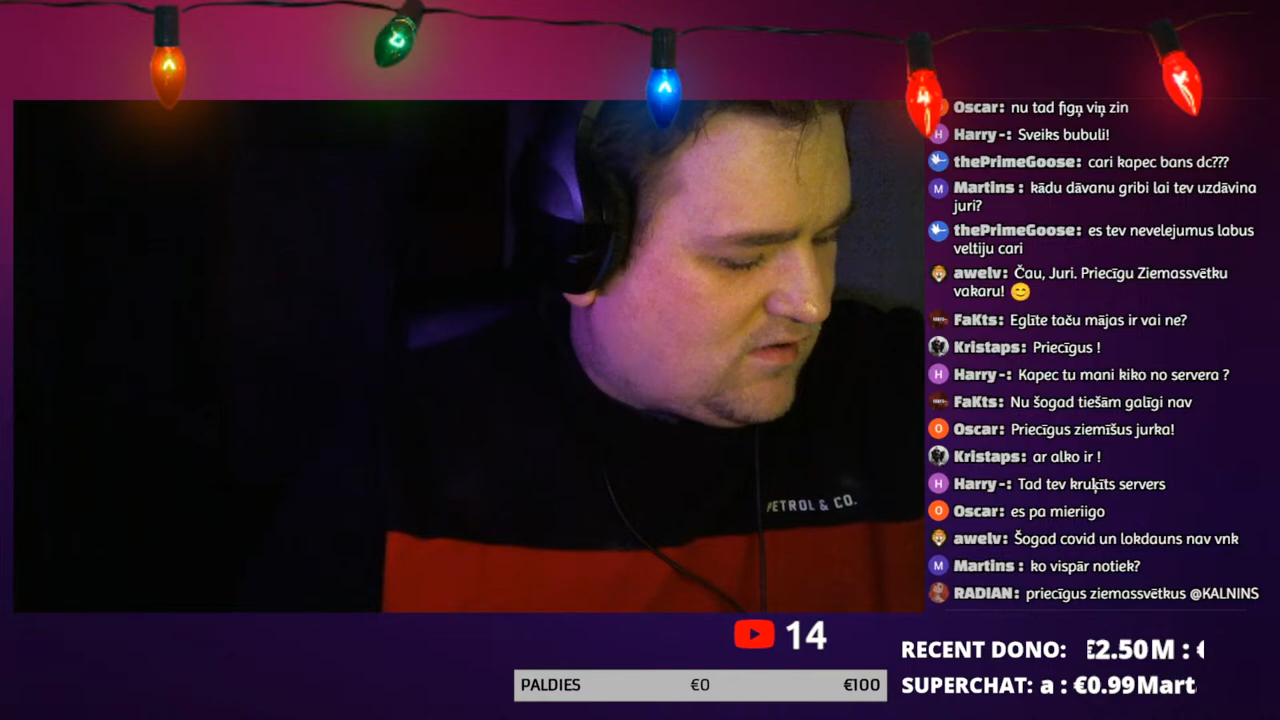 Oscar: nu tad figņ viņ zin
Harry-: Sveiks bubuli!
thePrimeGoose: cari kapec bans dc???
Martins : kādu dāvanu gribi lai tev uzdāvina
juri?
thePrimeGoose: es tev nevelejumus labus
veltiju cari
awelv: Čau, Juri. Priecīgu Ziemassvētku
vakaru! 😊
FaKts: Eglīte taču mājas ir vai ne?
Kristaps: Priecīgus !
Harry-: Kapec tu mani kiko no servera ?
FaKts: Nu šogad tiešām galīgi nav
Oscar: Priecīgus ziemīšus jurka!
Kristaps: ar alko ir !
Harry-: Tad tev kruķīts servers
Oscar: es pa mieriigo
awelv: Šogad covid un lokdauns nav vnk
Martins : ko vispār notiek?
RADIAN: priecīgus ziemassvētkus @KALNINS
PETROL & CO.
14
PALDIES €0 €100
RECENT DONO: €2.50 M :
SUPERCHAT: a : €0.99 Mart